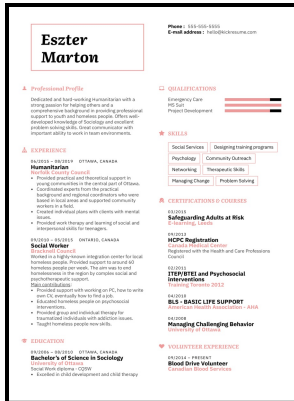 Eszter
Marton
Phone : 555-555-5555
E-mail address : hello@kickresume.com
Professional Profile
Dedicated and hard-working Humanitarian with a
strong passion for helping others and a
comprehensive background in providing professional
support to youth and homeless people. Offers well-
developed knowledge of Sociology and excellent
problem solving skills. Great communicator with
important ability to work in team environments.
EXPERIENCE
06/2015 – 08/2019 OTTAWA, CANADA
Humanitarian
Norfolk County Council
• Provided practical and theoretical support in
young communities in the central part of Ottawa.
• Coordinated experts from the practical
background and regional coordinators who were
based in local areas and supported community
workers in a field.
• Created individual plans with clients with mental
issues.
• Provided work therapy and learning of social and
interpersonal skills for teenagers.
09/2010 – 05/2015 ONTARIO, CANADA
Social Worker
Bracknell Council
Worked in a highly-known integration center for local
homeless people. Provided support to around 60
homeless people per week. The aim was to end
homelessness in the region by complex social and
psychotherapeutic support.
Main contributions:
• Provided support with working on PC, how to write
own CV, eventually how to find a job.
• Educated homeless people on psychosocial
interventions.
• Provided group and individual therapy for
traumatized individuals with addiction issues.
• Taught homeless people new skills.
EDUCATION
09/2006 – 08/2010 OTTAWA, CANADA
Bachelor's of Science in Sociology
University of Ottawa
Social Work diploma - CQSW
• Excelled in child development and child therapy
QUALIFICATIONS
Emergency Care
MS Suit
Project Development
SKILLS
Social Services Designing training programs
Psychology Community Outreach
Networking Therapeutic Skills
Managing Change Problem Solving
CERTIFICATIONS & COURSES
03/2013
Safeguarding Adults at Risk
E-learning, Leeds
09/2013
HCPC Registration
Canada Medical Center
Registered with the Health and Care Professions
Council
02/2012
ITEP/BTEI and Psychosocial
interventions
Training Toronto 2012
04/2010
BLS - BASIC LIFE SUPPORT
American Health Association - AHA
04/2008
Managing Challenging Behavior
University of Ottawa
VOLUNTEER EXPERIENCE
09/2014 – PRESENT
Blood Drive Volunteer
Canadian Blood Services